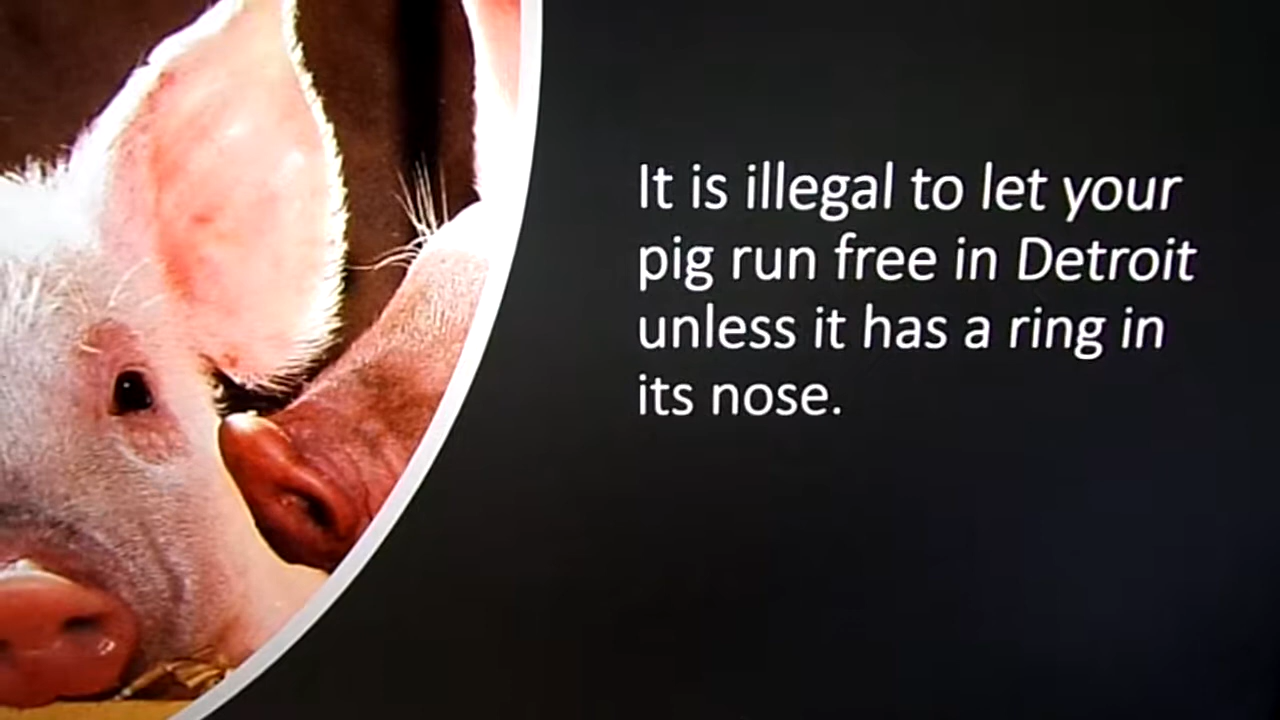 It is illegal to let your
pig run free in Detroit
unless it has a ring in
its nose.